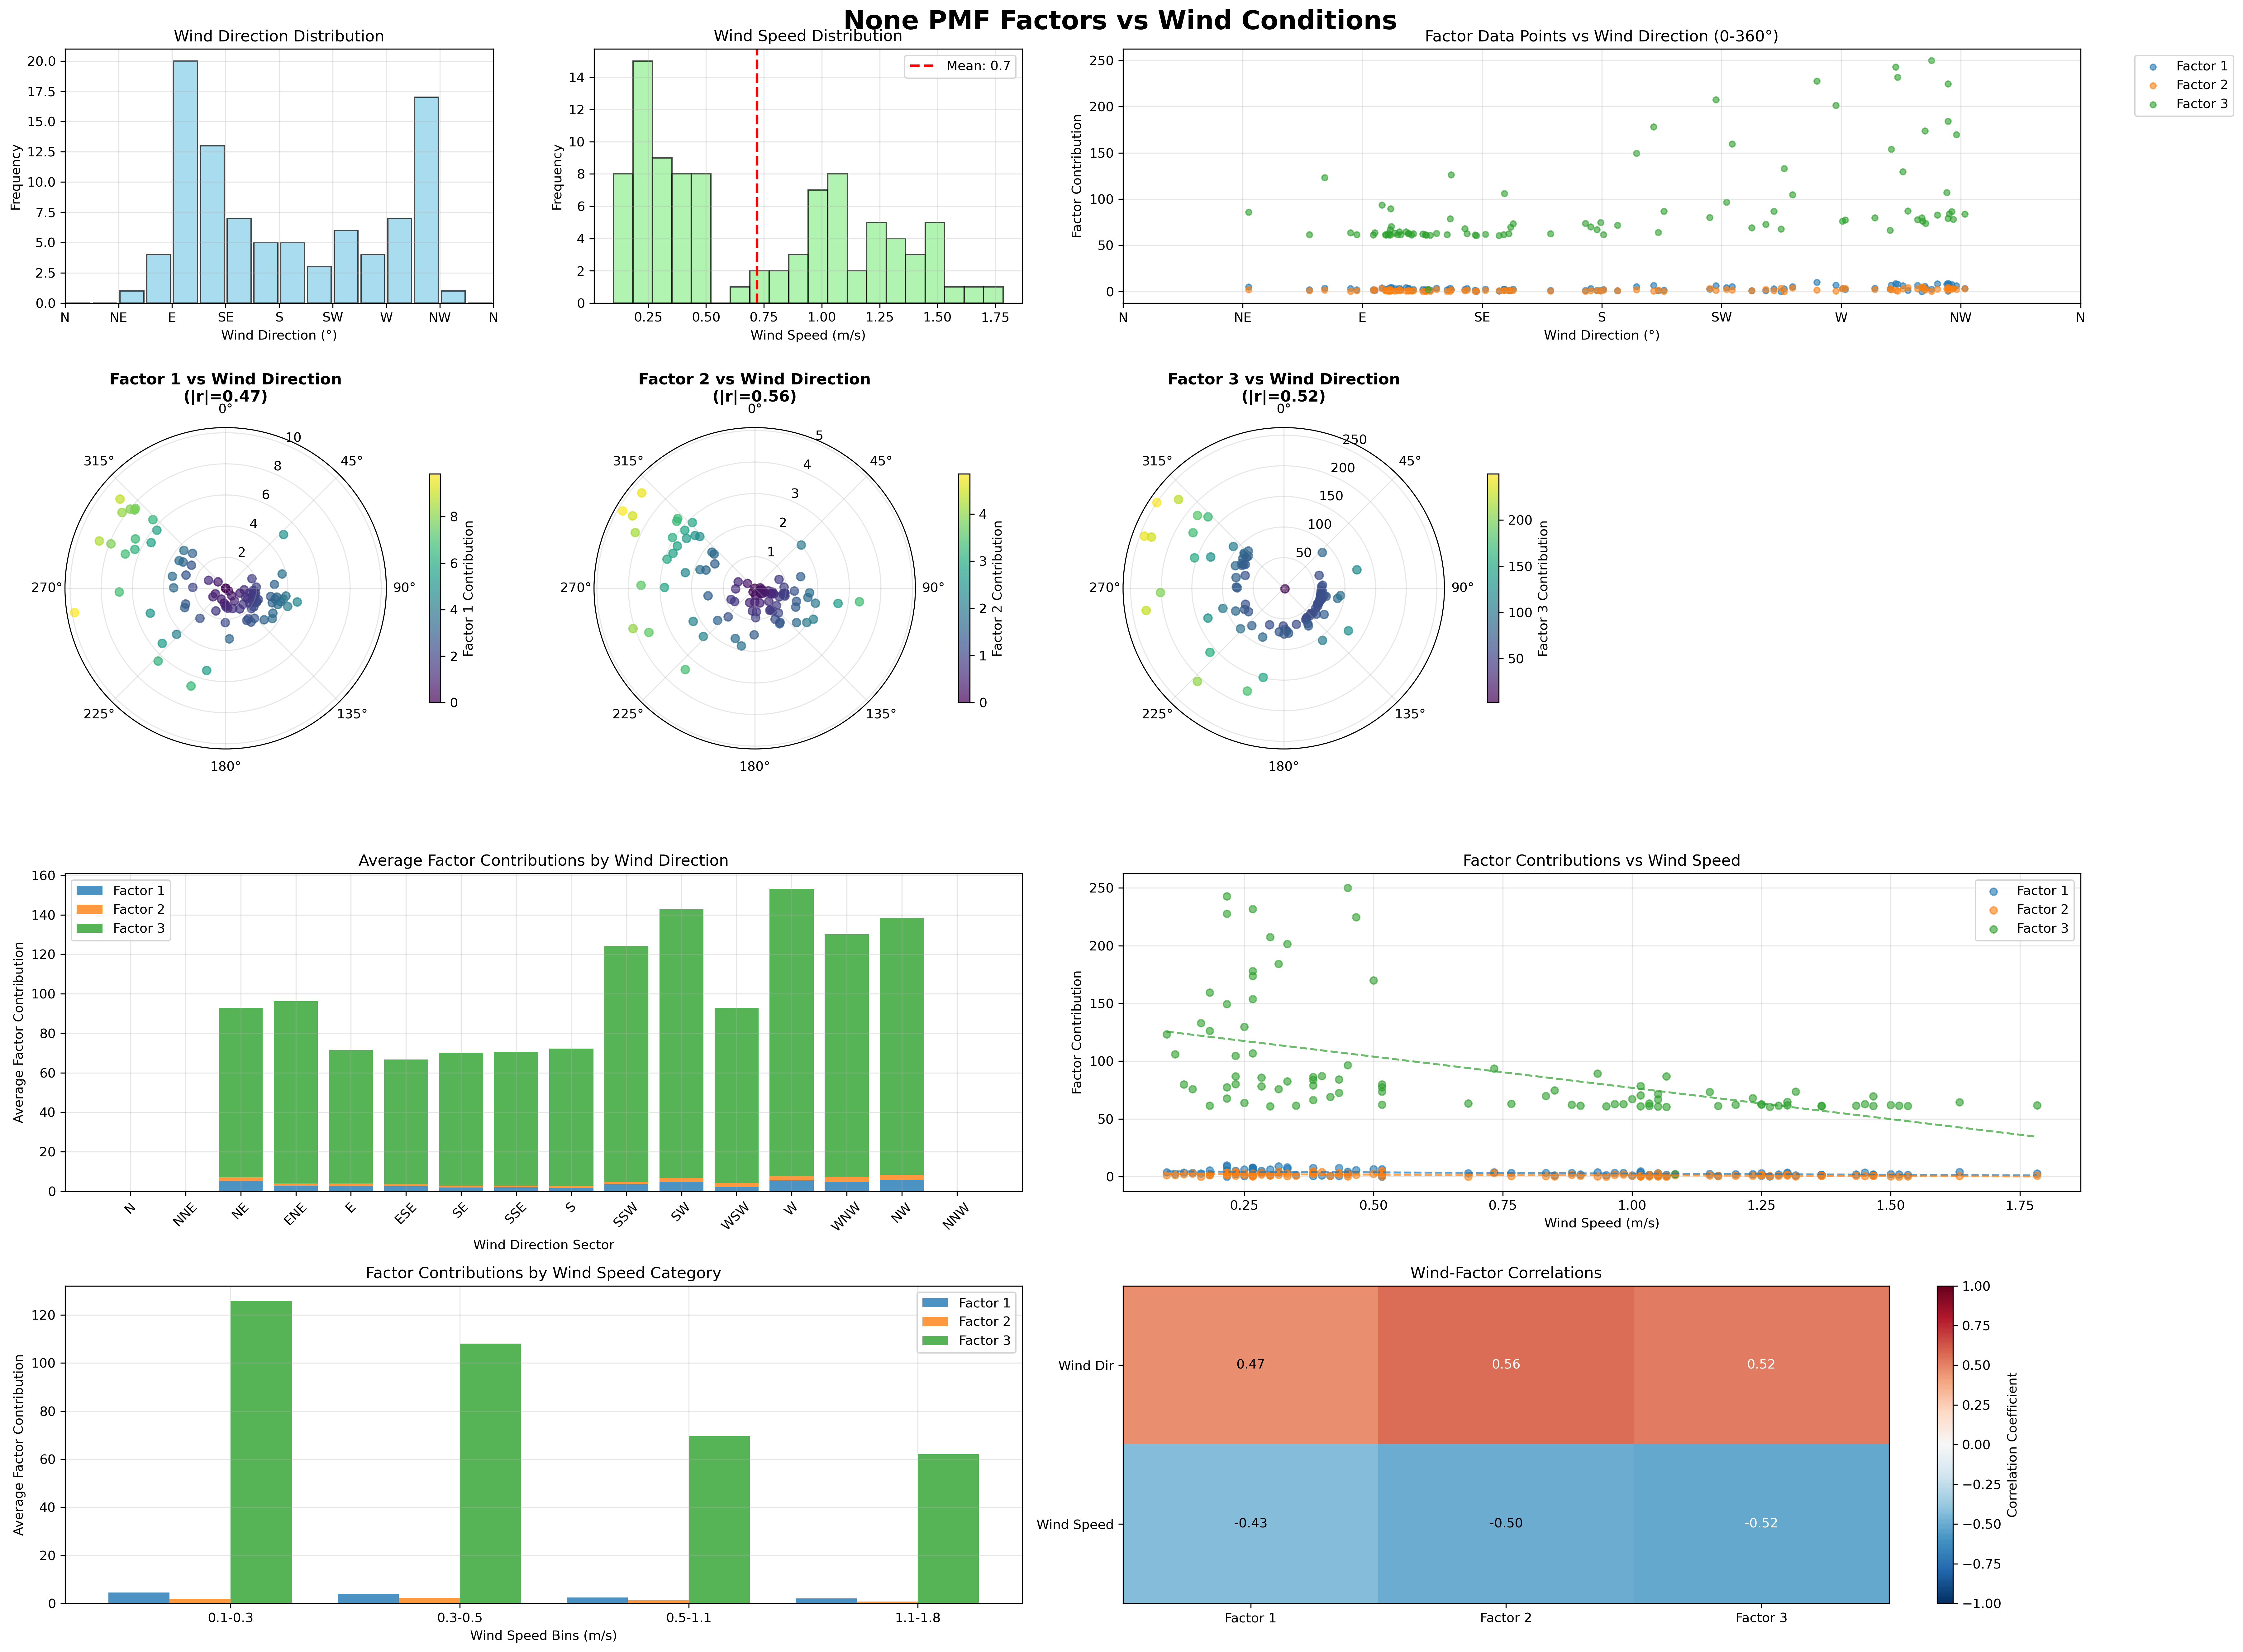 None PMF Factors vs Wind Conditions
Wind Direction Distribution
Frequency
20.0
17.5
15.0
12.5
10.0
7.5
5.0
2.5
0.0
N NE E SE S SW W NW N
Wind Direction (°)
Wind Speed Distribution
Mean: 0.7
Frequency
14
12
10
8
6
4
2
0
0.25 0.50 0.75 1.00 1.25 1.50 1.75
Wind Speed (m/s)
Factor Data Points vs Wind Direction (0-360°)
Factor Contribution
250
200
150
100
50
0
N NE E SE S SW W NW N
Wind Direction (°)
Factor 1
Factor 2
Factor 3
Factor 1 vs Wind Direction
(|r|=0.47)
0°
45°
90°
135°
180°
225°
270°
315°
10
8
6
4
2
8
6
4
2
0
Factor 1 Contribution
Factor 2 vs Wind Direction
(|r|=0.56)
0°
45°
90°
135°
180°
225°
270°
315°
5
4
3
2
1
4
3
2
1
0
Factor 2 Contribution
Factor 3 vs Wind Direction
(|r|=0.52)
0°
45°
90°
135°
180°
225°
270°
315°
250
200
150
100
50
200
150
100
50
Factor 3 Contribution
Average Factor Contributions by Wind Direction
Factor 1
Factor 2
Factor 3
Average Factor Contribution
160
140
120
100
80
60
40
20
0
N NNE NE ENE E ESE SE SSE S SSW SW WSW W WNW NW NNW
Wind Direction Sector
Factor Contributions vs Wind Speed
Factor 1
Factor 2
Factor 3
Factor Contribution
250
200
150
100
50
0
0.25 0.50 0.75 1.00 1.25 1.50 1.75
Wind Speed (m/s)
Factor Contributions by Wind Speed Category
Factor 1
Factor 2
Factor 3
Average Factor Contribution
120
100
80
60
40
20
0
0.1-0.3 0.3-0.5 0.5-1.1 1.1-1.8
Wind Speed Bins (m/s)
Wind-Factor Correlations
Wind Dir 0.47 0.56 0.52
Wind Speed -0.43 -0.50 -0.52
Factor 1 Factor 2 Factor 3
1.00
0.75
0.50
0.25
0.00
−0.25
−0.50
−0.75
−1.00
Correlation Coefficient